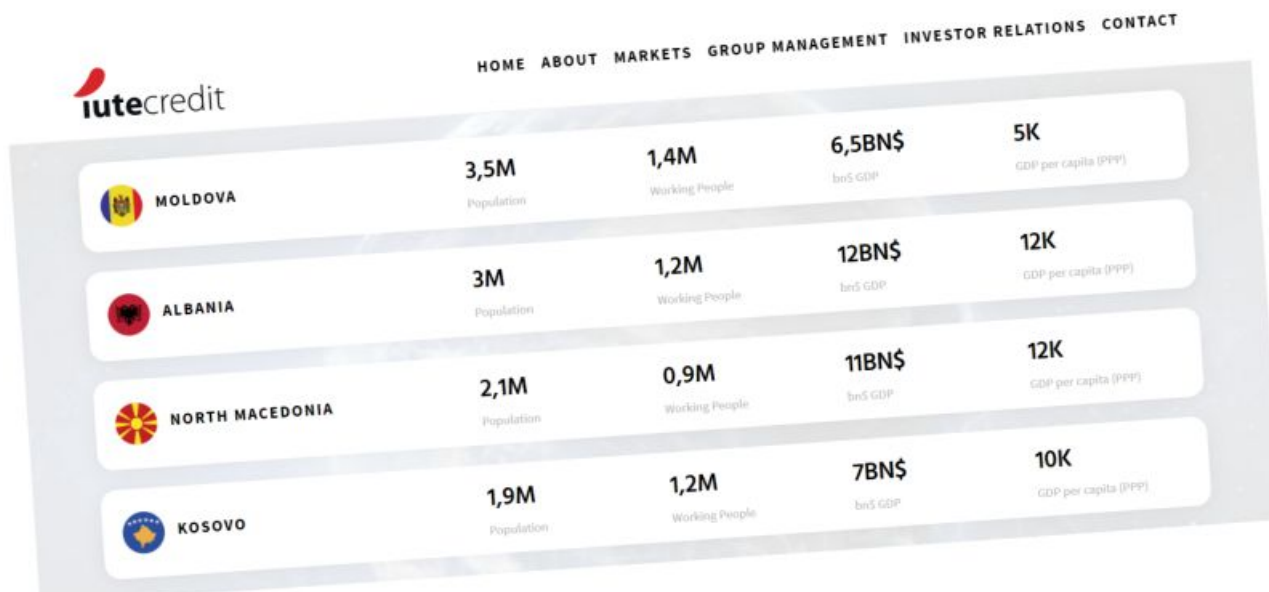 HOME ABOUT MARKETS GROUP MANAGEMENT INVESTOR RELATIONS CONTACT
iutecredit
MOLDOVA
3,5M 1,4M 6,5BN$ 5K
Population Working People bn$ GDP GDP per capita (PPP)
ALBANIA
3M 1,2M 12BN$ 12K
Population Working People bn$ GDP GDP per capita (PPP)
NORTH MACEDONIA
2,1M 0,9M 11BN$ 12K
Population Working People bn$ GDP GDP per capita (PPP)
KOSOVO
1,9M 1,2M 7BN$ 10K
Population Working People bn$ GDP GDP per capita (PPP)